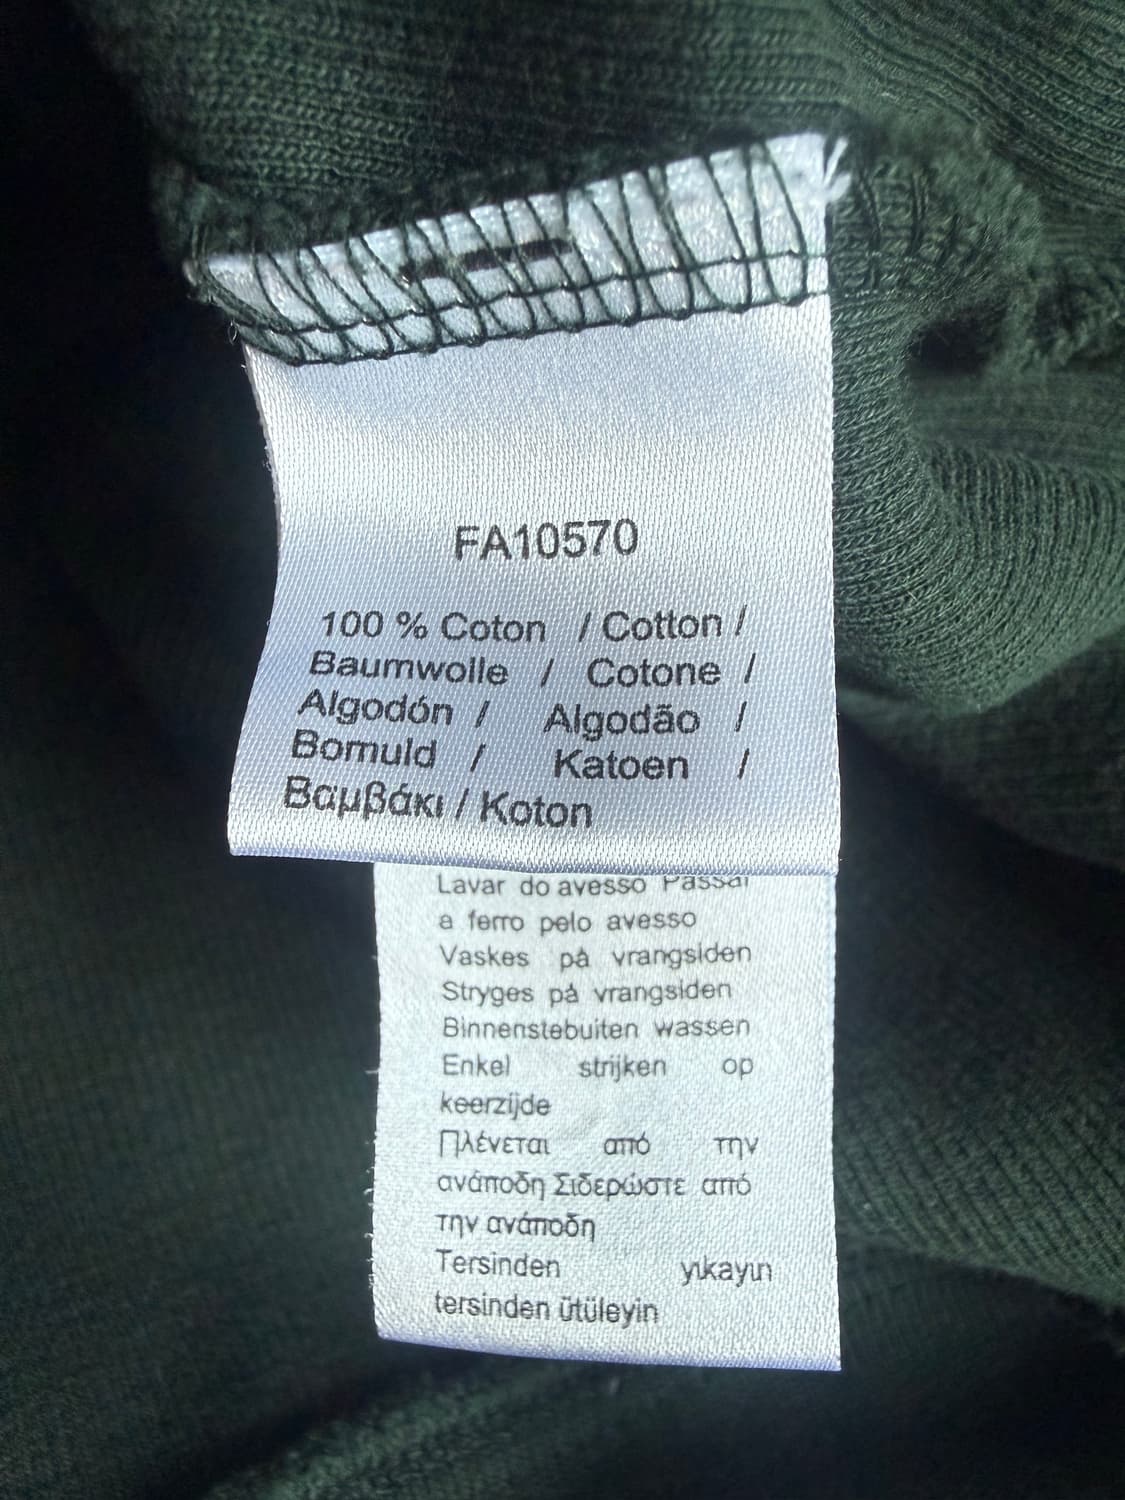 FA10570
100 % Coton / Cotton /
Baumwolle / Cotone /
Algodón / Algodão /
Bomuld / Katoen /
Βαμβάκι / Koton
Lavar do avesso Passar
a ferro pelo avesso
Vaskes på vrangsiden
Stryges på vrangsiden
Binnenstebuiten wassen
Enkel strijken op
keerzijde
Πλένεται από την
ανάποδη Σιδερώστε από
την ανάποδη
Tersinden yıkayın
tersinden ütüleyin